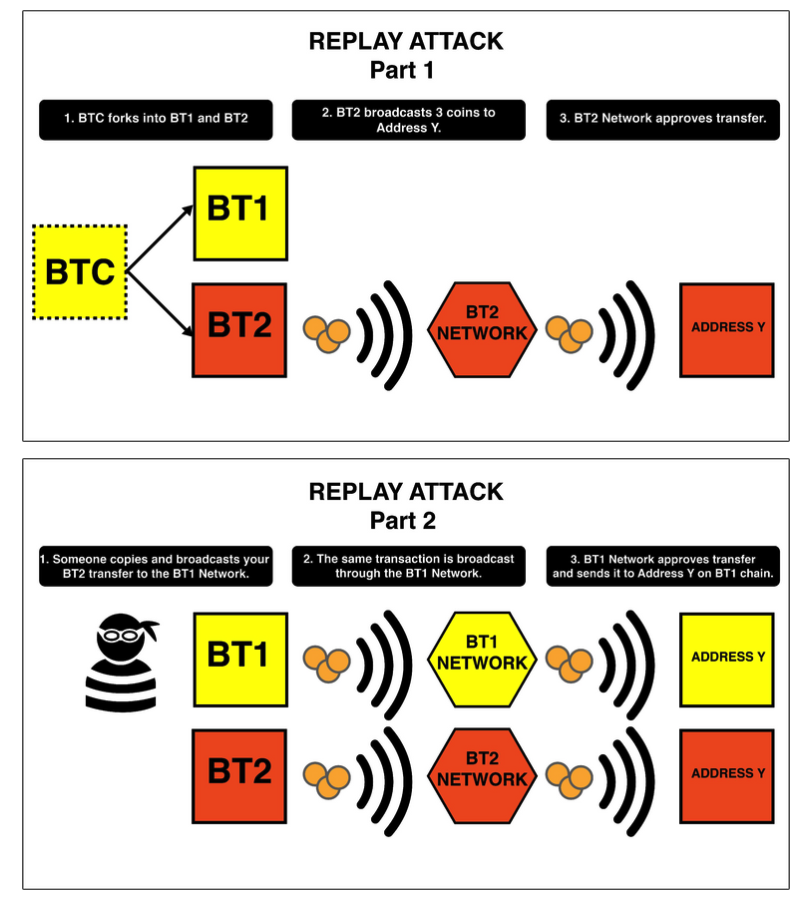 REPLAY ATTACK
Part 1
1. BTC forks into BT1 and BT2
2. BT2 broadcasts 3 coins to
Address Y.
3. BT2 Network approves transfer.
BT1
BTC
BT2
BT2
NETWORK
ADDRESS Y
REPLAY ATTACK
Part 2
1. Someone copies and broadcasts your
BT2 transfer to the BT1 Network.
2. The same transaction is broadcast
through the BT1 Network.
3. BT1 Network approves transfer
and sends it to Address Y on BT1 chain.
BT1
BT1
NETWORK
ADDRESS Y
BT2
BT2
NETWORK
ADDRESS Y